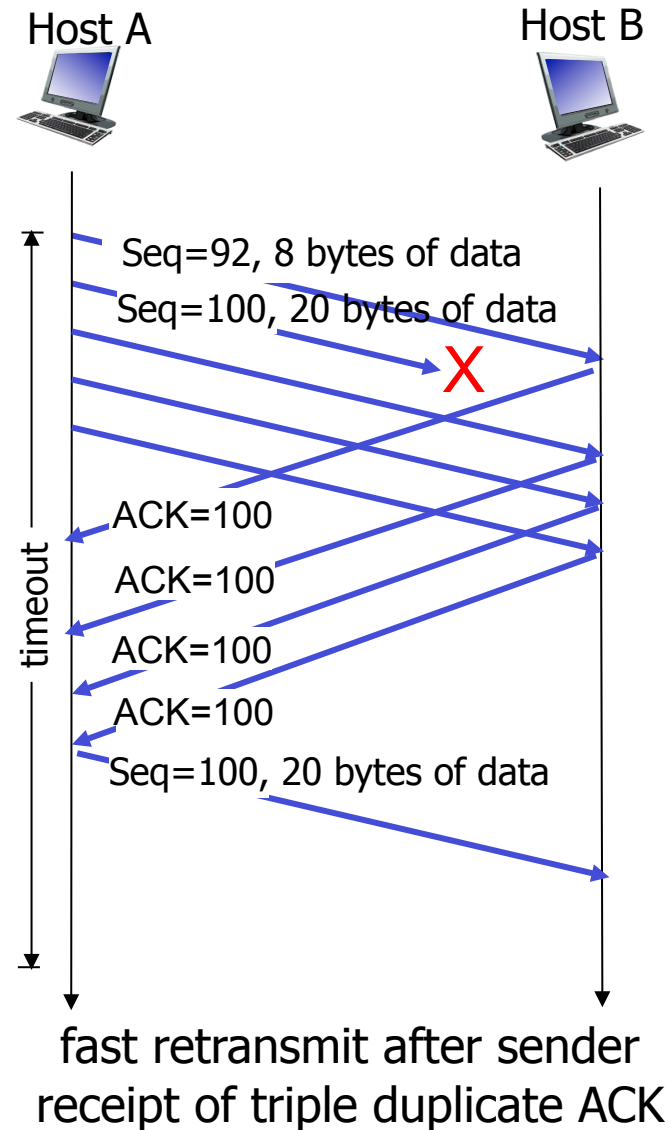 Host A
Host B
Seq=92, 8 bytes of data
Seq=100, 20 bytes of data
X
ACK=100
ACK=100
timeout
ACK=100
ACK=100
Seq=100, 20 bytes of data
fast retransmit after sender
receipt of triple duplicate ACK